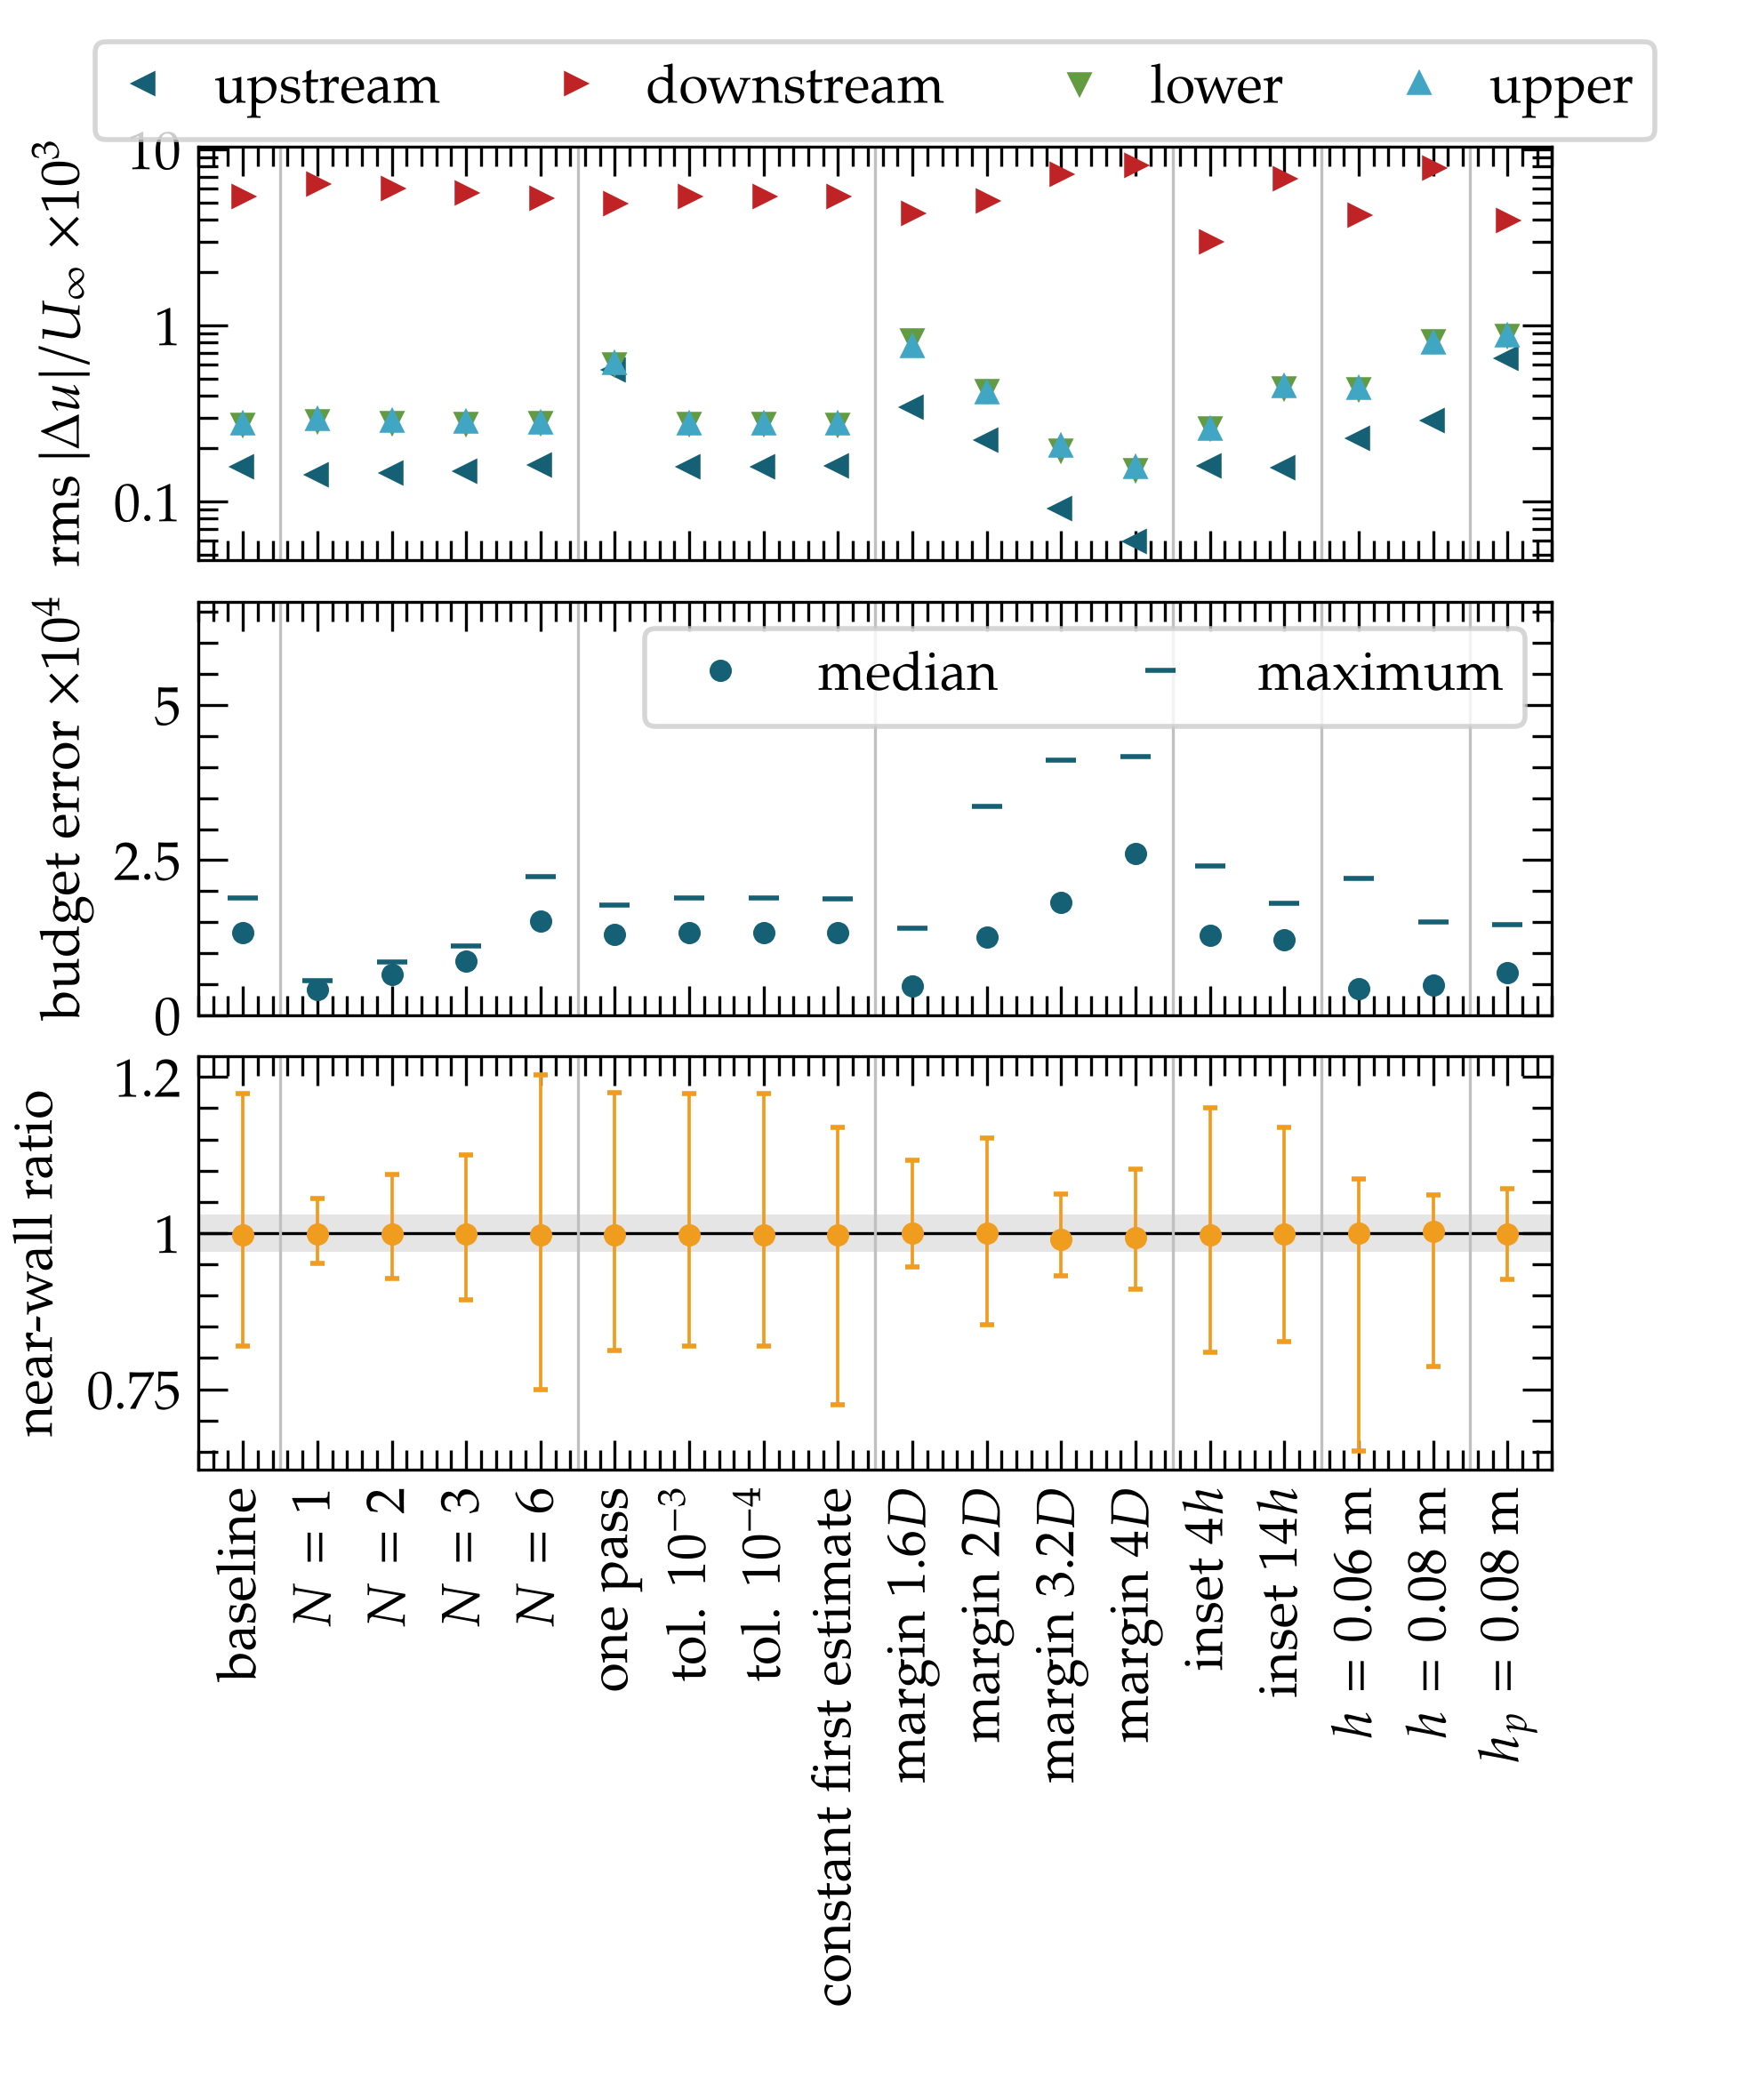 upstream downstream lower upper
rms |Δu|/U∞ ×10³
10
1
0.1
median maximum
budget error ×10⁴
5
2.5
0
near-wall ratio
1.2
1
0.75
baseline
N = 1
N = 2
N = 3
N = 6
one pass
tol. 10⁻³
tol. 10⁻⁴
constant first estimate
margin 1.6D
margin 2D
margin 3.2D
margin 4D
inset 4h
inset 14h
h = 0.06 m
h = 0.08 m
hₚ = 0.08 m